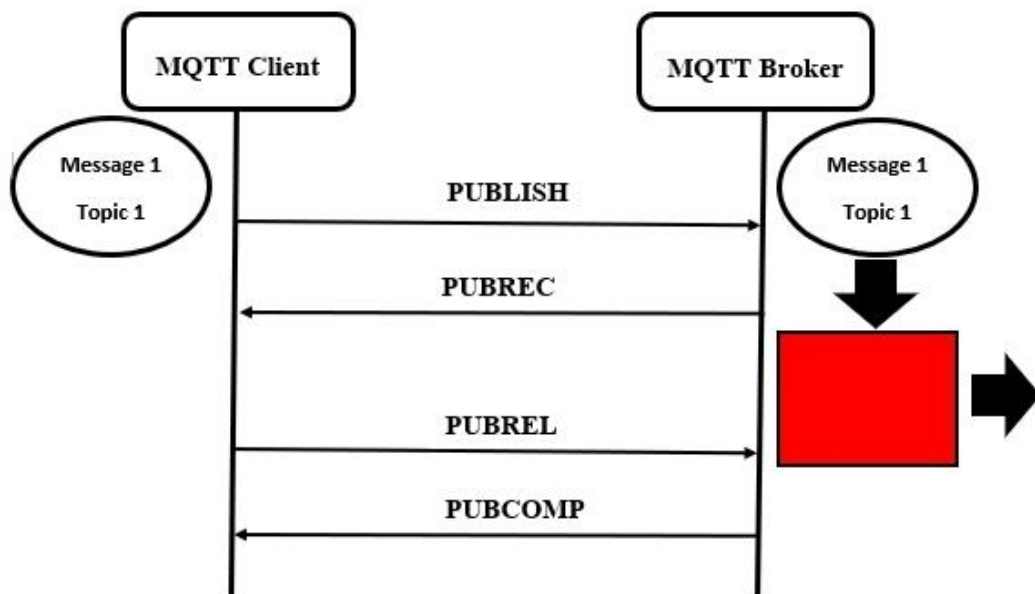 MQTT Client
MQTT Broker
Message 1
Topic 1
Message 1
Topic 1
PUBLISH
PUBREC
PUBREL
PUBCOMP